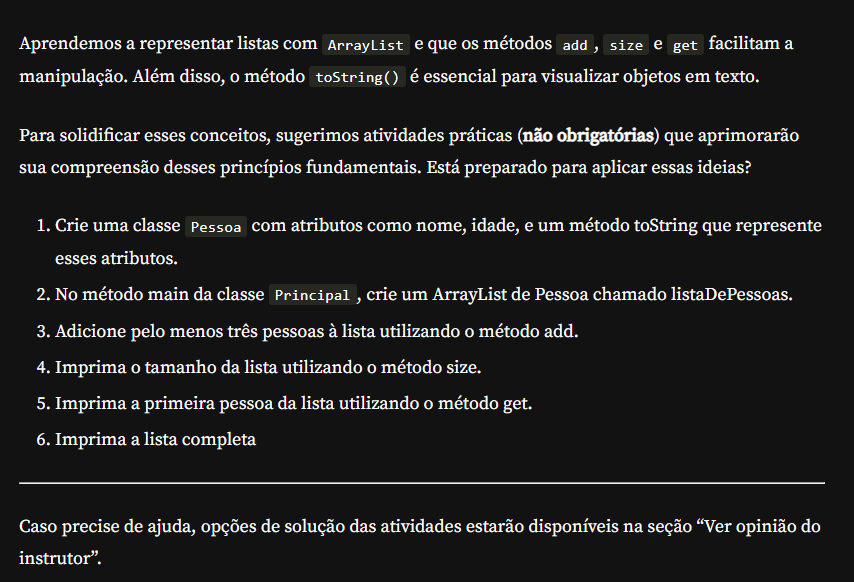 Aprendemos a representar listas com ArrayList e que os métodos add, size e get facilitam a
manipulação. Além disso, o método toString() é essencial para visualizar objetos em texto.
Para solidificar esses conceitos, sugerimos atividades práticas (não obrigatórias) que aprimorarão
sua compreensão desses princípios fundamentais. Está preparado para aplicar essas ideias?
1. Crie uma classe Pessoa com atributos como nome, idade, e um método toString que represente
esses atributos.
2. No método main da classe Principal, crie um ArrayList de Pessoa chamado listaDePessoas.
3. Adicione pelo menos três pessoas à lista utilizando o método add.
4. Imprima o tamanho da lista utilizando o método size.
5. Imprima a primeira pessoa da lista utilizando o método get.
6. Imprima a lista completa
Caso precise de ajuda, opções de solução das atividades estarão disponíveis na seção “Ver opinião do
instrutor”.